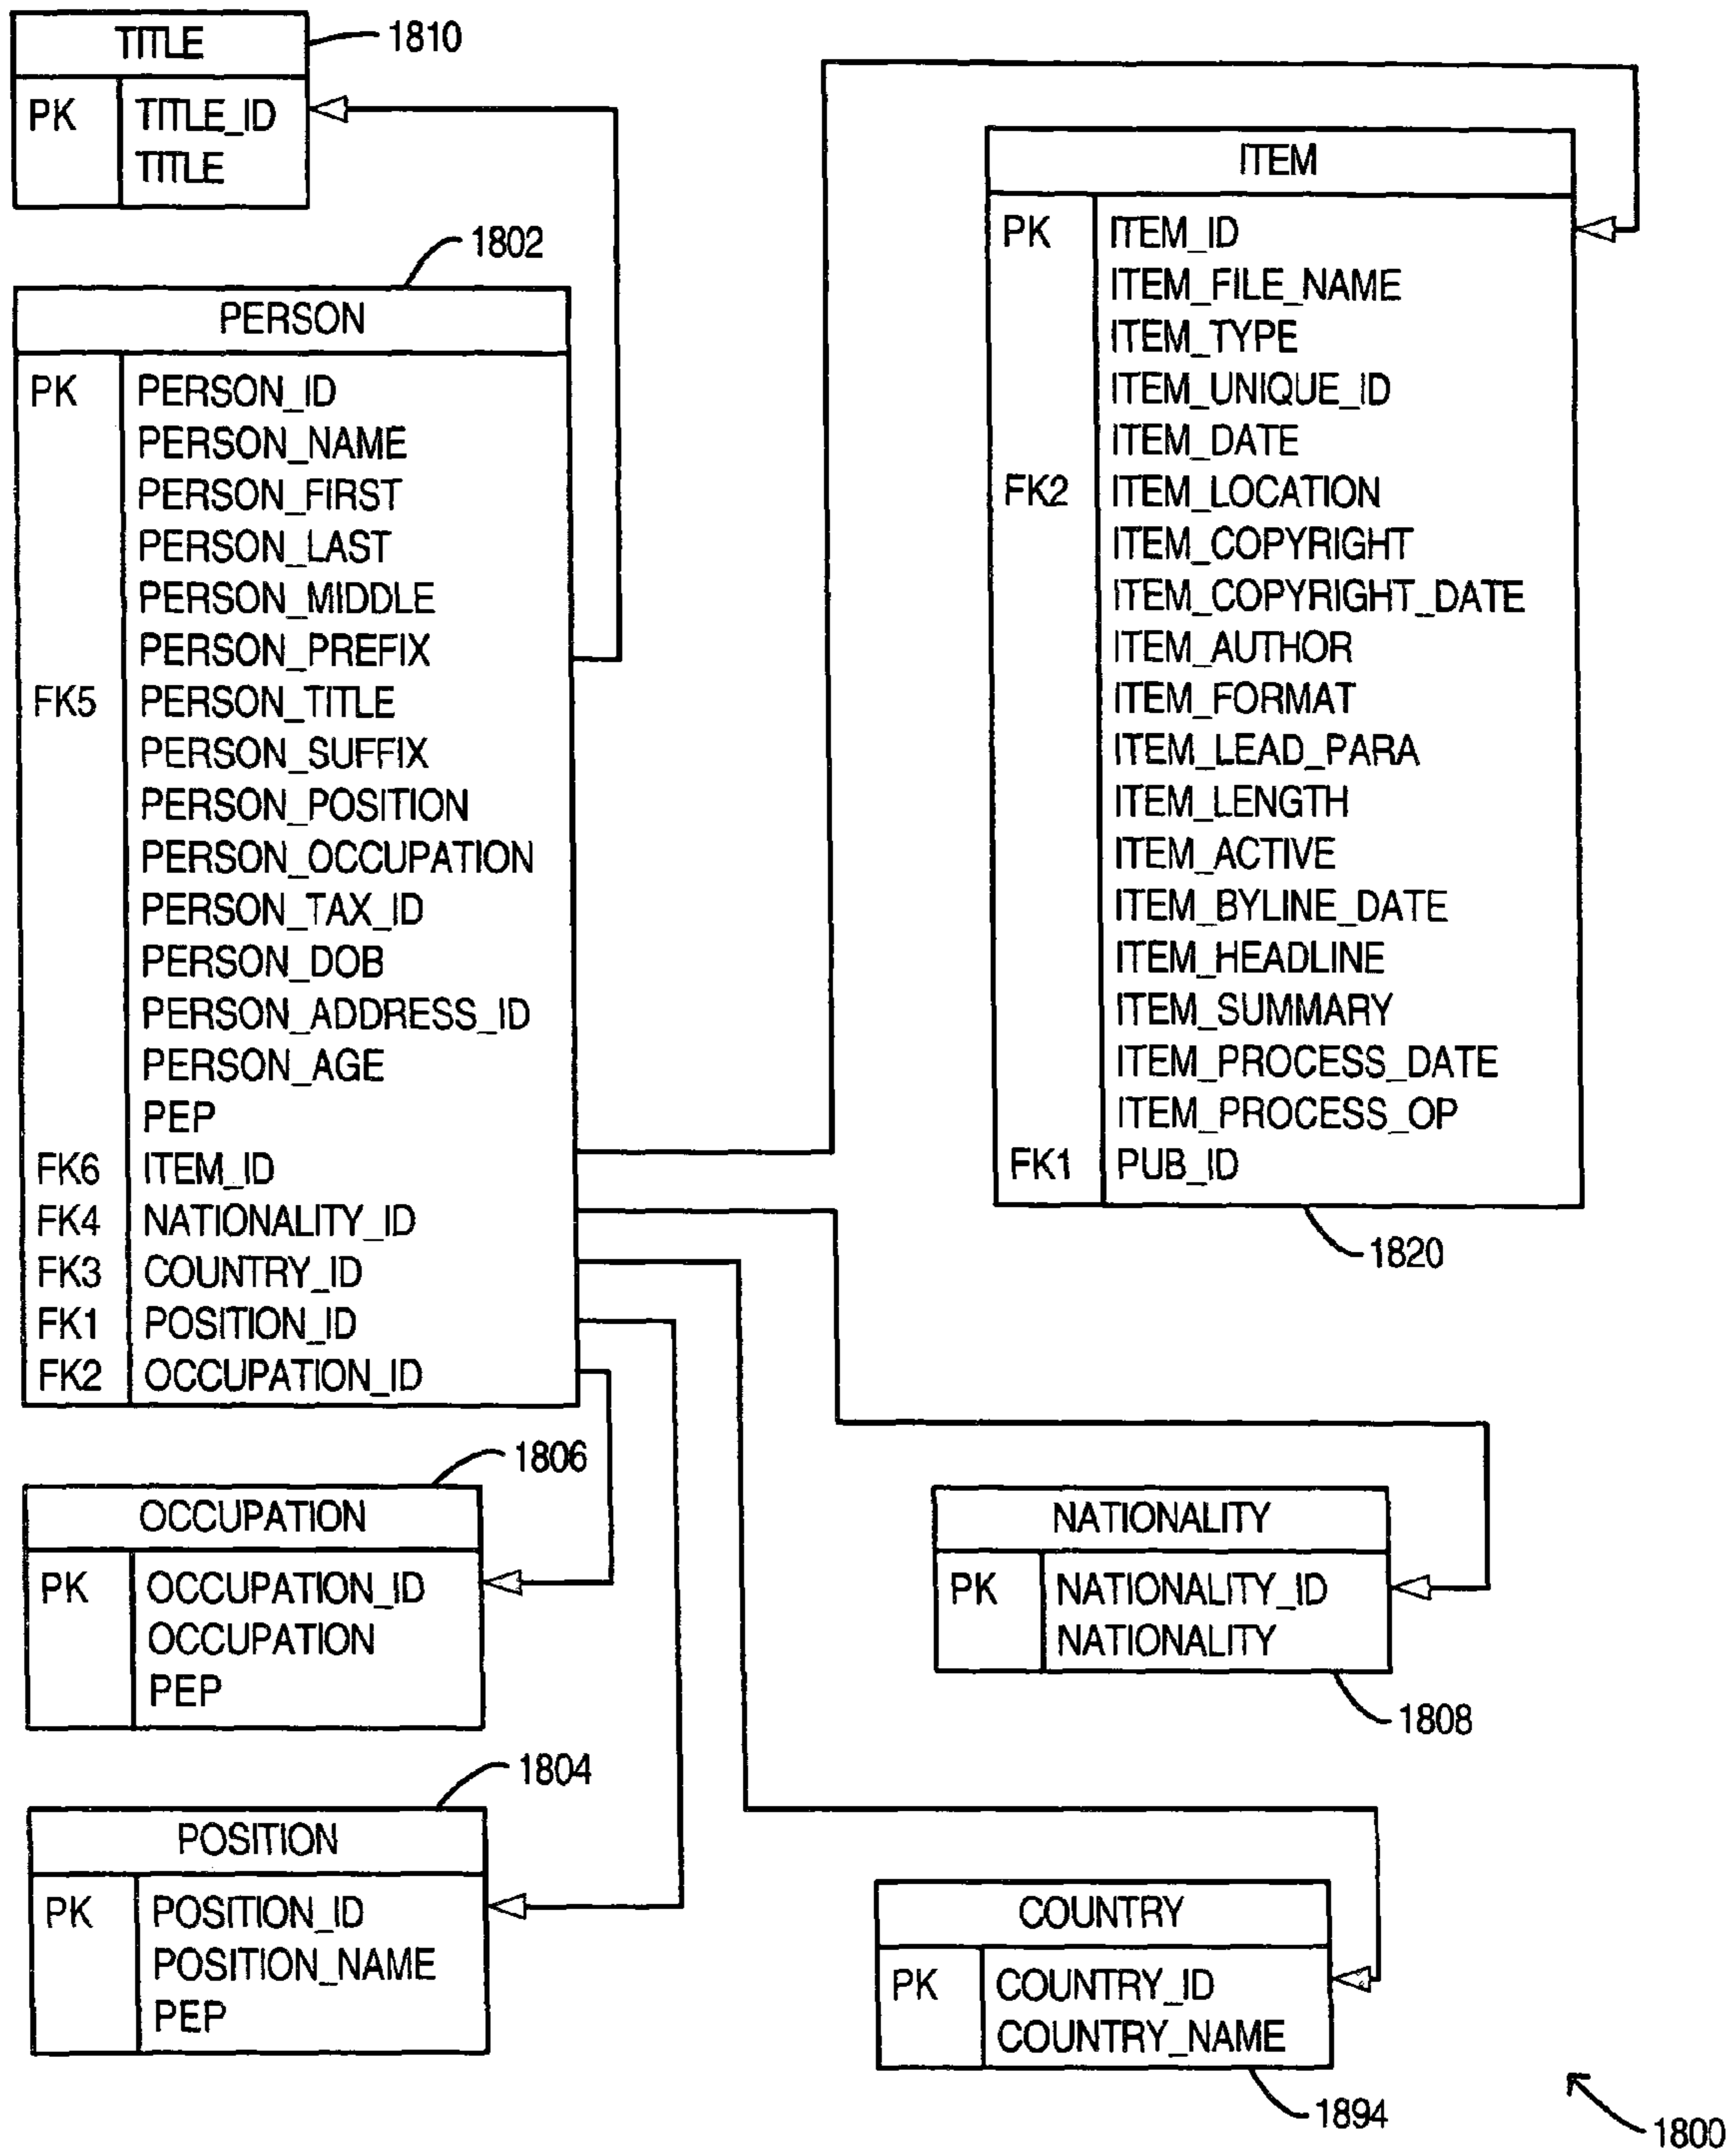 TITLE
1810
PK TITLE_ID
TITLE
1802
PERSON
PK PERSON_ID
PERSON_NAME
PERSON_FIRST
PERSON_LAST
PERSON_MIDDLE
PERSON_PREFIX
FK5 PERSON_TITLE
PERSON_SUFFIX
PERSON_POSITION
PERSON_OCCUPATION
PERSON_TAX_ID
PERSON_DOB
PERSON_ADDRESS_ID
PERSON_AGE
PEP
FK6 ITEM_ID
FK4 NATIONALITY_ID
FK3 COUNTRY_ID
FK1 POSITION_ID
FK2 OCCUPATION_ID
ITEM
PK ITEM_ID
ITEM_FILE_NAME
ITEM_TYPE
ITEM_UNIQUE_ID
ITEM_DATE
FK2 ITEM_LOCATION
ITEM_COPYRIGHT
ITEM_COPYRIGHT_DATE
ITEM_AUTHOR
ITEM_FORMAT
ITEM_LEAD_PARA
ITEM_LENGTH
ITEM_ACTIVE
ITEM_BYLINE_DATE
ITEM_HEADLINE
ITEM_SUMMARY
ITEM_PROCESS_DATE
ITEM_PROCESS_OP
FK1 PUB_ID
1820
1806
OCCUPATION
PK OCCUPATION_ID
OCCUPATION
PEP
NATIONALITY
PK NATIONALITY_ID
NATIONALITY
1808
1804
POSITION
PK POSITION_ID
POSITION_NAME
PEP
COUNTRY
PK COUNTRY_ID
COUNTRY_NAME
1894
1800